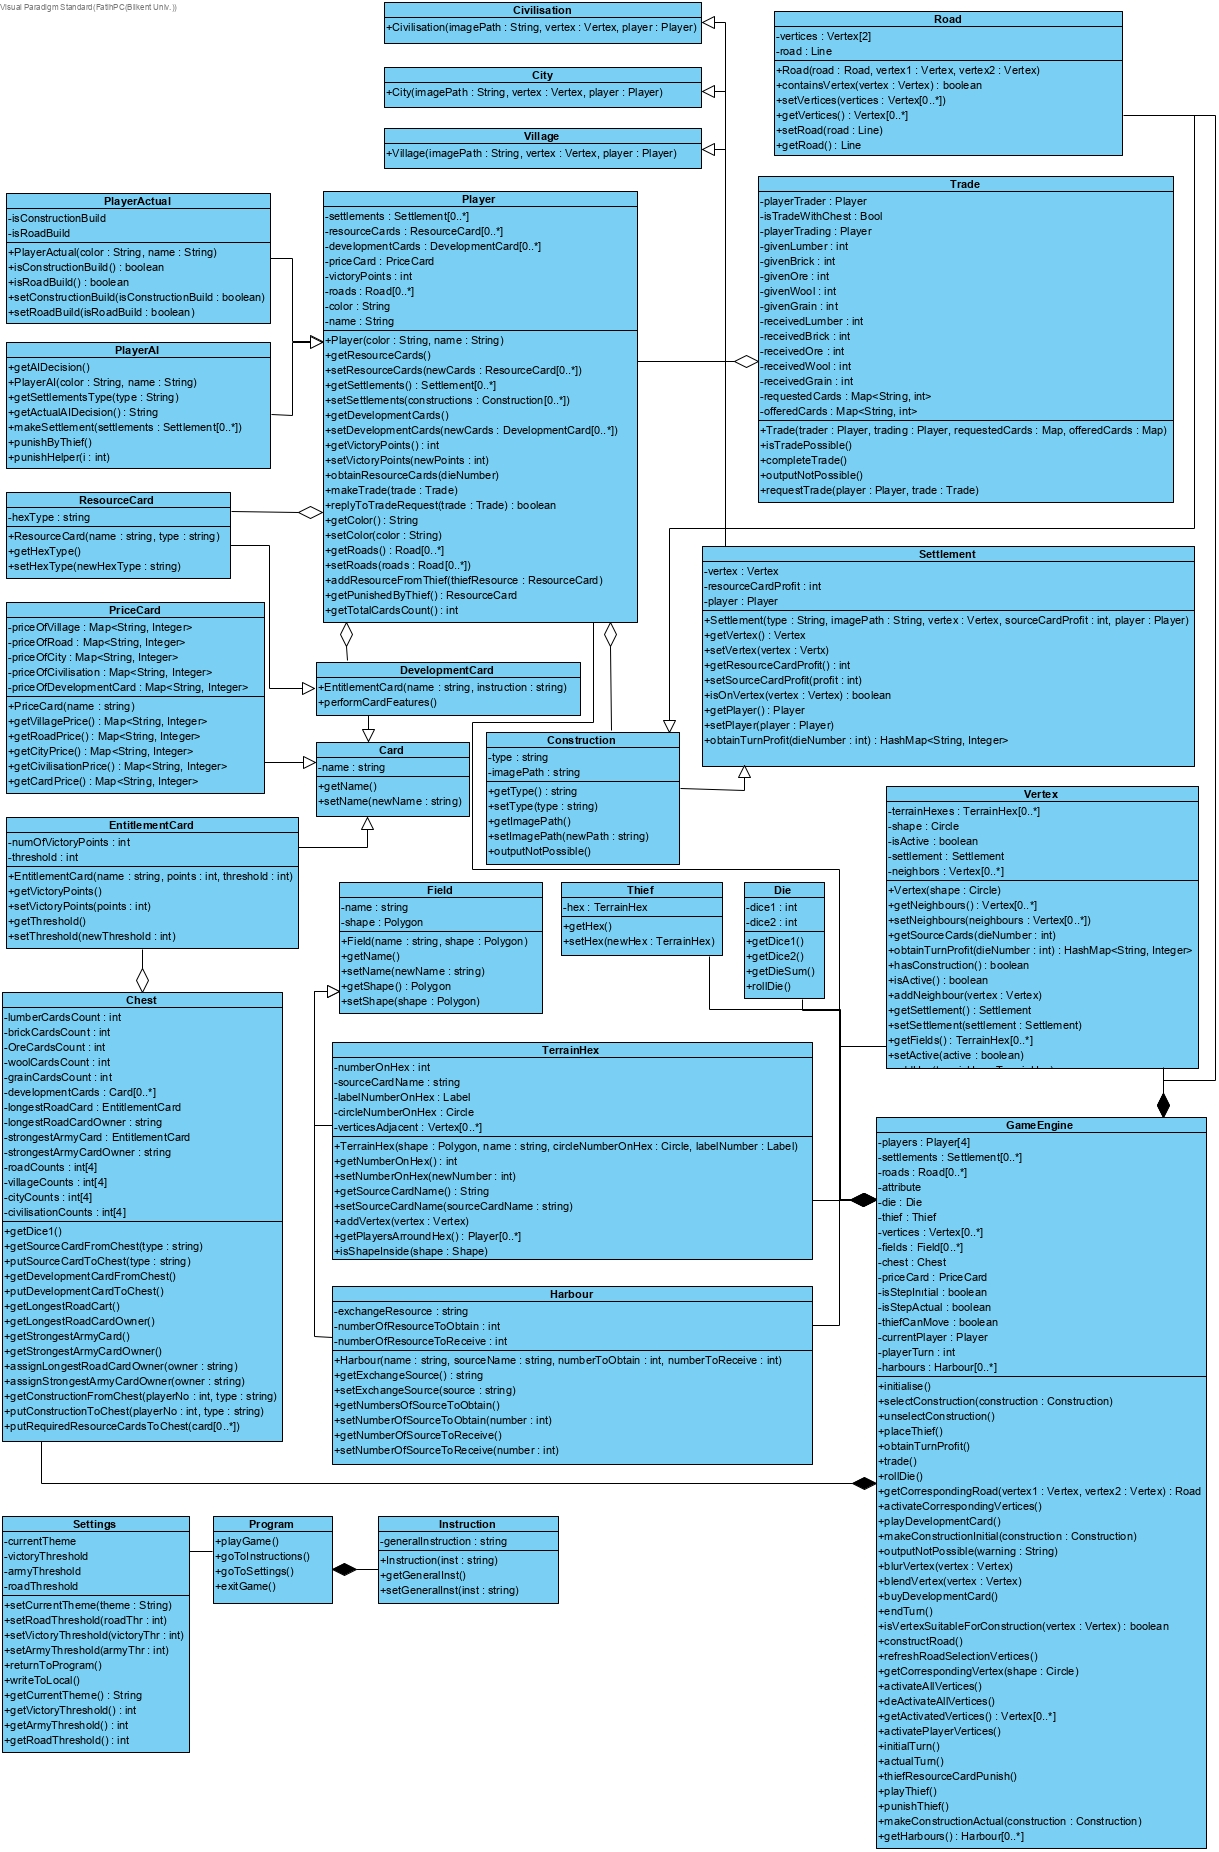 Visual Paradigm Standard(FatihPC(Bilkent Univ.))
Civilisation
+Civilisation(imagePath : String, vertex : Vertex, player : Player)
City
+City(imagePath : String, vertex : Vertex, player : Player)
Village
+Village(imagePath : String, vertex : Vertex, player : Player)
Road
-vertices : Vertex[2]
-road : Line
+Road(road : Road, vertex1 : Vertex, vertex2 : Vertex)
+containsVertex(vertex : Vertex) : boolean
+setVertices(vertices : Vertex[0..*])
+getVertices() : Vertex[0..*]
+setRoad(road : Line)
+getRoad() : Line
PlayerActual
-isConstructionBuild
-isRoadBuild
+PlayerActual(color : String, name : String)
+isConstructionBuild() : boolean
+isRoadBuild() : boolean
+setConstructionBuild(isConstructionBuild : boolean)
+setRoadBuild(isRoadBuild : boolean)
Player
-settlements : Settlement[0..*]
-resourceCards : ResourceCard[0..*]
-developmentCards : DevelopmentCard[0..*]
-priceCard : PriceCard
-victoryPoints : int
-roads : Road[0..*]
-color : String
-name : String
+Player(color : String, name : String)
+getResourceCards()
+setResourceCards(newCards : ResourceCard[0..*])
+getSettlements() : Settlement[0..*]
+setSettlements(constructions : Construction[0..*])
+getDevelopmentCards()
+setDevelopmentCards(newCards : DevelopmentCard[0..*])
+getVictoryPoints() : int
+setVictoryPoints(newPoints : int)
+obtainResourceCards(dieNumber)
+makeTrade(trade : Trade)
+replyToTradeRequest(trade : Trade) : boolean
+getColor() : String
+setColor(color : String)
+getRoads() : Road[0..*]
+setRoads(roads : Road[0..*])
+addResourceFromThief(thiefResource : ResourceCard)
+getPunishedByThief() : ResourceCard
+getTotalCardsCount() : int
Trade
-playerTrader : Player
-isTradeWithChest : Bool
-playerTrading : Player
-givenLumber : int
-givenBrick : int
-givenOre : int
-givenWool : int
-givenGrain : int
-receivedLumber : int
-receivedBrick : int
-receivedOre : int
-receivedWool : int
-receivedGrain : int
-requestedCards : Map<String, int>
-offeredCards : Map<String, int>
+Trade(trader : Player, trading : Player, requestedCards : Map, offeredCards : Map)
+isTradePossible()
+completeTrade()
+outputNotPossible()
+requestTrade(player : Player, trade : Trade)
PlayerAI
+getAIDecision()
+PlayerAI(color : String, name : String)
+getSettlementsType(type : String)
+getActualAIDecision() : String
+makeSettlement(settlements : Settlement[0..*])
+punishByThief()
+punishHelper(i : int)
ResourceCard
-hexType : string
+ResourceCard(name : string, type : string)
+getHexType()
+setHexType(newHexType : string)
Settlement
-vertex : Vertex
-resourceCardProfit : int
-player : Player
+Settlement(type : String, imagePath : String, vertex : Vertex, sourceCardProfit : int, player : Player)
+getVertex() : Vertex
+setVertex(vertex : Vertx)
+getResourceCardProfit() : int
+setSourceCardProfit(profit : int)
+isOnVertex(vertex : Vertex) : boolean
+getPlayer() : Player
+setPlayer(player : Player)
+obtainTurnProfit(dieNumber : int) : HashMap<String, Integer>
PriceCard
-priceOfVillage : Map<String, Integer>
-priceOfRoad : Map<String, Integer>
-priceOfCity : Map<String, Integer>
-priceOfCivilisation : Map<String, Integer>
-priceOfDevelopmentCard : Map<String, Integer>
+PriceCard(name : string)
+getVillagePrice() : Map<String, Integer>
+getRoadPrice() : Map<String, Integer>
+getCityPrice() : Map<String, Integer>
+getCivilisationPrice() : Map<String, Integer>
+getCardPrice() : Map<String, Integer>
DevelopmentCard
+EntitlementCard(name : string, instruction : string)
+performCardFeatures()
Card
-name : string
+getName()
+setName(newName : string)
Construction
-type : string
-imagePath : string
+getType() : string
+setType(type : string)
+getImagePath()
+setImagePath(newPath : string)
+outputNotPossible()
Vertex
-terrainHexes : TerrainHex[0..*]
-shape : Circle
-isActive : boolean
-settlement : Settlement
-neighbors : Vertex[0..*]
+Vertex(shape : Circle)
+getNeighbours() : Vertex[0..*]
+setNeighbours(neighbours : Vertex[0..*])
+getSourceCards(dieNumber : int)
+obtainTurnProfit(dieNumber : int) : HashMap<String, Integer>
+hasConstruction() : boolean
+isActive() : boolean
+addNeighbour(vertex : Vertex)
+getSettlement() : Settlement
+setSettlement(settlement : Settlement)
+getFields() : TerrainHex[0..*]
+setActive(active : boolean)
EntitlementCard
-numOfVictoryPoints : int
-threshold : int
+EntitlementCard(name : string, points : int, threshold : int)
+getVictoryPoints()
+setVictoryPoints(points : int)
+getThreshold()
+setThreshold(newThreshold : int)
Field
-name : string
-shape : Polygon
+Field(name : string, shape : Polygon)
+getName()
+setName(newName : string)
+getShape() : Polygon
+setShape(shape : Polygon)
Thief
-hex : TerrainHex
+getHex()
+setHex(newHex : TerrainHex)
Die
-dice1 : int
-dice2 : int
+getDice1()
+getDice2()
+getDieSum()
+rollDie()
Chest
-lumberCardsCount : int
-brickCardsCount : int
-OreCardsCount : int
-woolCardsCount : int
-grainCardsCount : int
-developmentCards : Card[0..*]
-longestRoadCard : EntitlementCard
-longestRoadCardOwner : string
-strongestArmyCard : EntitlementCard
-strongestArmyCardOwner : string
-roadCounts : int[4]
-villageCounts : int[4]
-cityCounts : int[4]
-civilisationCounts : int[4]
+getDice1()
+getSourceCardFromChest(type : string)
+putSourceCardToChest(type : string)
+getDevelopmentCardFromChest()
+putDevelopmentCardToChest()
+getLongestRoadCart()
+getLongestRoadCardOwner()
+getStrongestArmyCard()
+getStrongestArmyCardOwner()
+assignLongestRoadCardOwner(owner : string)
+assignStrongestArmyCardOwner(owner : string)
+getConstructionFromChest(playerNo : int, type : string)
+putConstructionToChest(playerNo : int, type : string)
+putRequiredResourceCardsToChest(card[0..*])
TerrainHex
-numberOnHex : int
-sourceCardName : string
-labelNumberOnHex : Label
-circleNumberOnHex : Circle
-verticesAdjacent : Vertex[0..*]
+TerrainHex(shape : Polygon, name : string, circleNumberOnHex : Circle, labelNumber : Label)
+getNumberOnHex() : int
+setNumberOnHex(newNumber : int)
+getSourceCardName() : String
+setSourceCardName(sourceCardName : string)
+addVertex(vertex : Vertex)
+getPlayersArroundHex() : Player[0..*]
+isShapeInside(shape : Shape)
Harbour
-exchangeResource : string
-numberOfResourceToObtain : int
-numberOfResourceToReceive : int
+Harbour(name : string, sourceName : string, numberToObtain : int, numberToReceive : int)
+getExchangeSource() : string
+setExchangeSource(source : string)
+getNumbersOfSourceToObtain()
+setNumberOfSourceToObtain(number : int)
+getNumberOfSourceToReceive()
+setNumberOfSourceToReceive(number : int)
GameEngine
-players : Player[4]
-settlements : Settlement[0..*]
-roads : Road[0..*]
-attribute
-die : Die
-thief : Thief
-vertices : Vertex[0..*]
-fields : Field[0..*]
-chest : Chest
-priceCard : PriceCard
-isStepInitial : boolean
-isStepActual : boolean
-thiefCanMove : boolean
-currentPlayer : Player
-playerTurn : int
-harbours : Harbour[0..*]
+initialise()
+selectConstruction(construction : Construction)
+unselectConstruction()
+placeThief()
+obtainTurnProfit()
+trade()
+rollDie()
+getCorrespondingRoad(vertex1 : Vertex, vertex2 : Vertex) : Road
+activateCorrespondingVertices()
+playDevelopmentCard()
+makeConstructionInitial(construction : Construction)
+outputNotPossible(warning : String)
+blurVertex(vertex : Vertex)
+blendVertex(vertex : Vertex)
+buyDevelopmentCard()
+endTurn()
+isVertexSuitableForConstruction(vertex : Vertex) : boolean
+constructRoad()
+refreshRoadSelectionVertices()
+getCorrespondingVertex(shape : Circle)
+activateAllVertices()
+deActivateAllVertices()
+getActivatedVertices() : Vertex[0..*]
+activatePlayerVertices()
+initialTurn()
+actualTurn()
+thiefResourceCardPunish()
+playThief()
+punishThief()
+makeConstructionActual(construction : Construction)
+getHarbours() : Harbour[0..*]
Settings
-currentTheme
-victoryThreshold
-armyThreshold
-roadThreshold
+setCurrentTheme(theme : String)
+setRoadThreshold(roadThr : int)
+setVictoryThreshold(victoryThr : int)
+setArmyThreshold(armyThr : int)
+returnToProgram()
+writeToLocal()
+getCurrentTheme() : String
+getVictoryThreshold() : int
+getArmyThreshold() : int
+getRoadThreshold() : int
Program
+playGame()
+goToInstructions()
+goToSettings()
+exitGame()
Instruction
-generalInstruction : string
+Instruction(inst : string)
+getGeneralInst()
+setGeneralInst(inst : string)